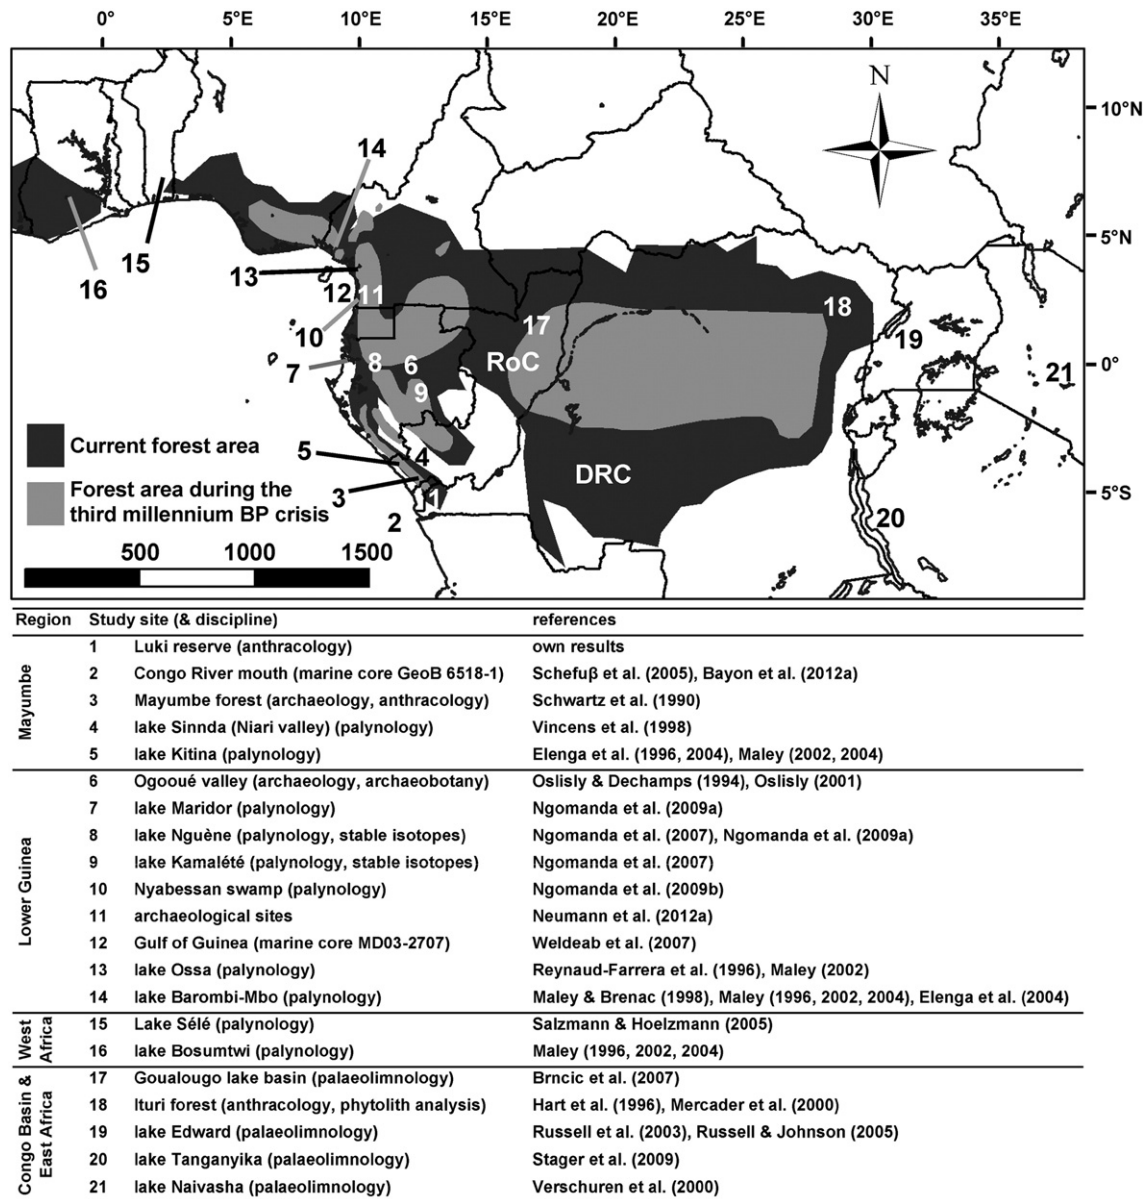 0° 5°E 10°E 15°E 20°E 25°E 30°E 35°E
N
10°N
14
5°N
15
13
16
12 11
18
10
17
19
7
8 6
RoC
0°
21
9
Current forest area
5
4
DRC
Forest area during the
third millennium BP crisis
3
1
5°S
2
20
500 1000 1500
Region Study site (& discipline) references
Mayumbe
1 Luki reserve (anthracology) own results
2 Congo River mouth (marine core GeoB 6518-1) Schefuβ et al. (2005), Bayon et al. (2012a)
3 Mayumbe forest (archaeology, anthracology) Schwartz et al. (1990)
4 lake Sinnda (Niari valley) (palynology) Vincens et al. (1998)
5 lake Kitina (palynology) Elenga et al. (1996, 2004), Maley (2002, 2004)
Lower Guinea
6 Ogooué valley (archaeology, archaeobotany) Oslisly & Dechamps (1994), Oslisly (2001)
7 lake Maridor (palynology) Ngomanda et al. (2009a)
8 lake Nguène (palynology, stable isotopes) Ngomanda et al. (2007), Ngomanda et al. (2009a)
9 lake Kamalété (palynology, stable isotopes) Ngomanda et al. (2007)
10 Nyabessan swamp (palynology) Ngomanda et al. (2009b)
11 archaeological sites Neumann et al. (2012a)
12 Gulf of Guinea (marine core MD03-2707) Weldeab et al. (2007)
13 lake Ossa (palynology) Reynaud-Farrera et al. (1996), Maley (2002)
14 lake Barombi-Mbo (palynology) Maley & Brenac (1998), Maley (1996, 2002, 2004), Elenga et al. (2004)
West
Africa
15 Lake Sélé (palynology) Salzmann & Hoelzmann (2005)
16 lake Bosumtwi (palynology) Maley (1996, 2002, 2004)
Congo Basin &
East Africa
17 Goualougo lake basin (palaeolimnology) Brncic et al. (2007)
18 Ituri forest (anthracology, phytolith analysis) Hart et al. (1996), Mercader et al. (2000)
19 lake Edward (palaeolimnology) Russell et al. (2003), Russell & Johnson (2005)
20 lake Tanganyika (palaeolimnology) Stager et al. (2009)
21 lake Naivasha (palaeolimnology) Verschuren et al. (2000)